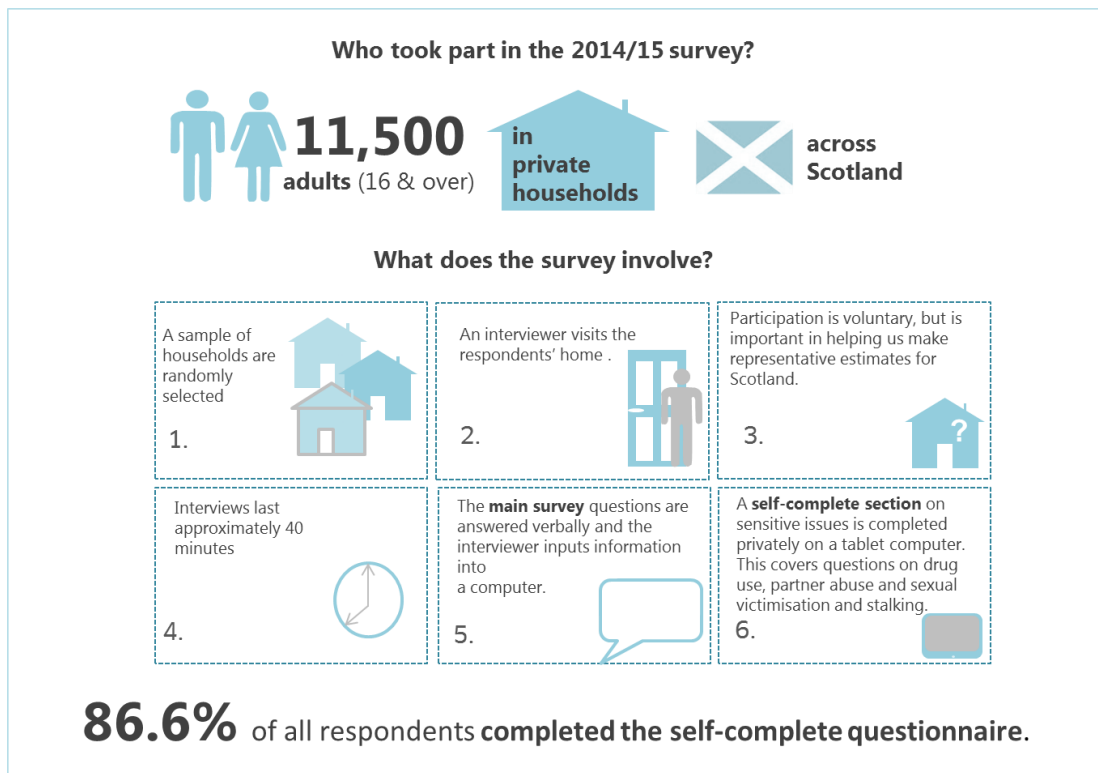 Who took part in the 2014/15 survey?
11,500
adults (16 & over)
in
private
households
across
Scotland
What does the survey involve?
A sample of
households are
randomly
selected
1.
An interviewer visits the
respondents' home .
2.
Participation is voluntary, but is
important in helping us make
representative estimates for
Scotland.
?
3.
Interviews last
approximately 40
minutes
4.
The main survey questions are
answered verbally and the
interviewer inputs information
into
a computer.
5.
A self-complete section on
sensitive issues is completed
privately on a tablet computer.
This covers questions on drug
use, partner abuse and sexual
victimisation and stalking.
6.
86.6% of all respondents completed the self-complete questionnaire.